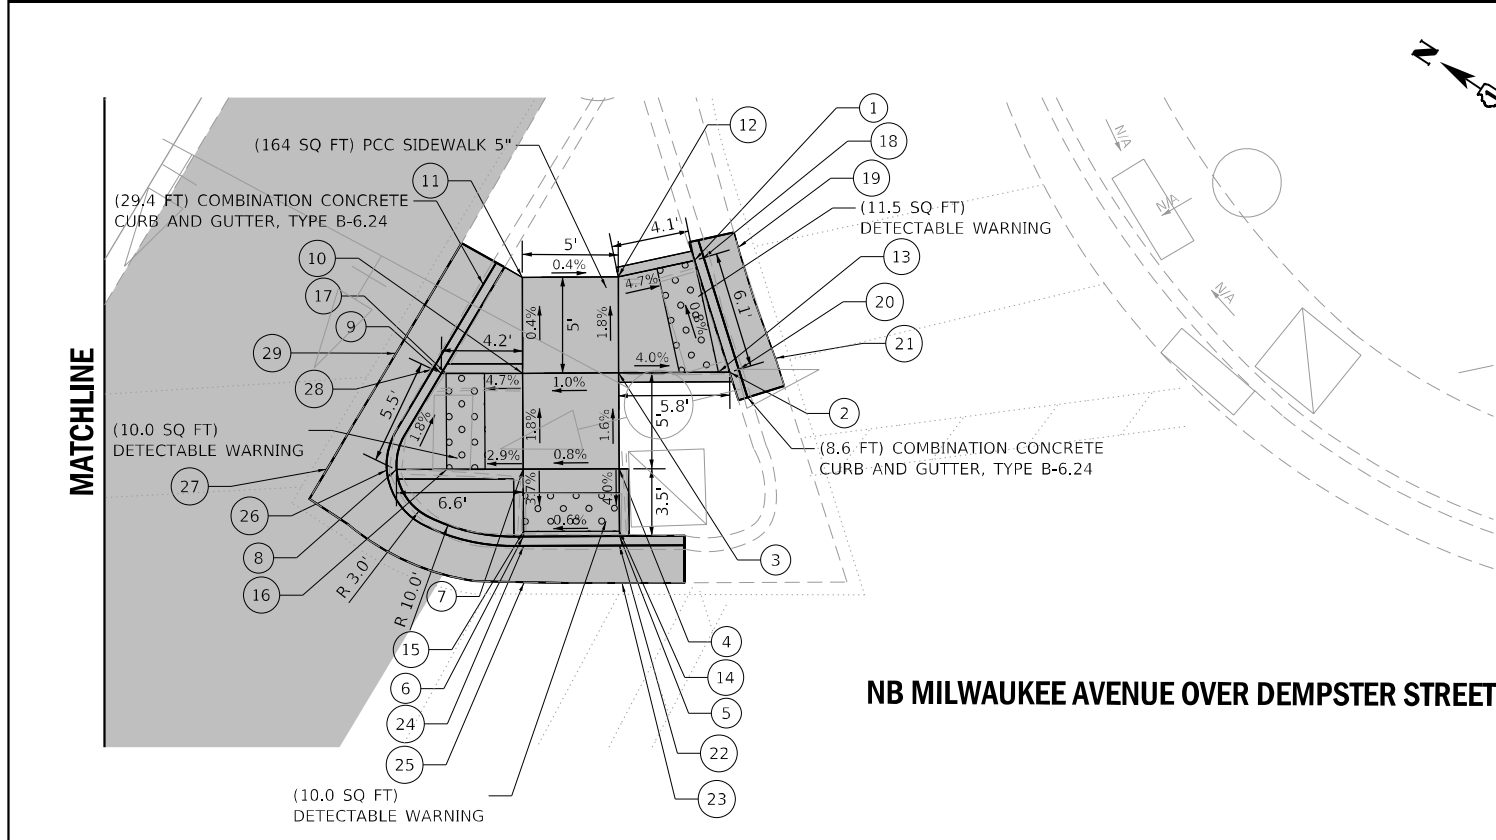 N
1
12
18
(164 SQ FT) PCC SIDEWALK 5"
11
19
(29.4 FT) COMBINATION CONCRETE
CURB AND GUTTER, TYPE B-6.24
(11.5 SQ FT)
DETECTABLE WARNING
4.1'
5'
10
0.4%
13
4.7%
17
6.1'
20
0.8%
9
0.4%
5'
1.8%
4.2'
21
29
4.0%
28
4.7%
1.0%
5.5'
5.8'
2
1.8%
1.8%
1.6%
5'
(10.0 SQ FT)
DETECTABLE WARNING
(8.6 FT) COMBINATION CONCRETE
CURB AND GUTTER, TYPE B-6.24
2.9%
0.8%
27
3.7%
4.0%
6.6'
3.5'
26
0.6%
8
3
16
R 3.0'
R 10.0'
7
15
4
14
6
5
24
22
25
23
(10.0 SQ FT)
DETECTABLE WARNING
MATCHLINE
N/A
N/A
N/A
NB MILWAUKEE AVENUE OVER DEMPSTER STREET